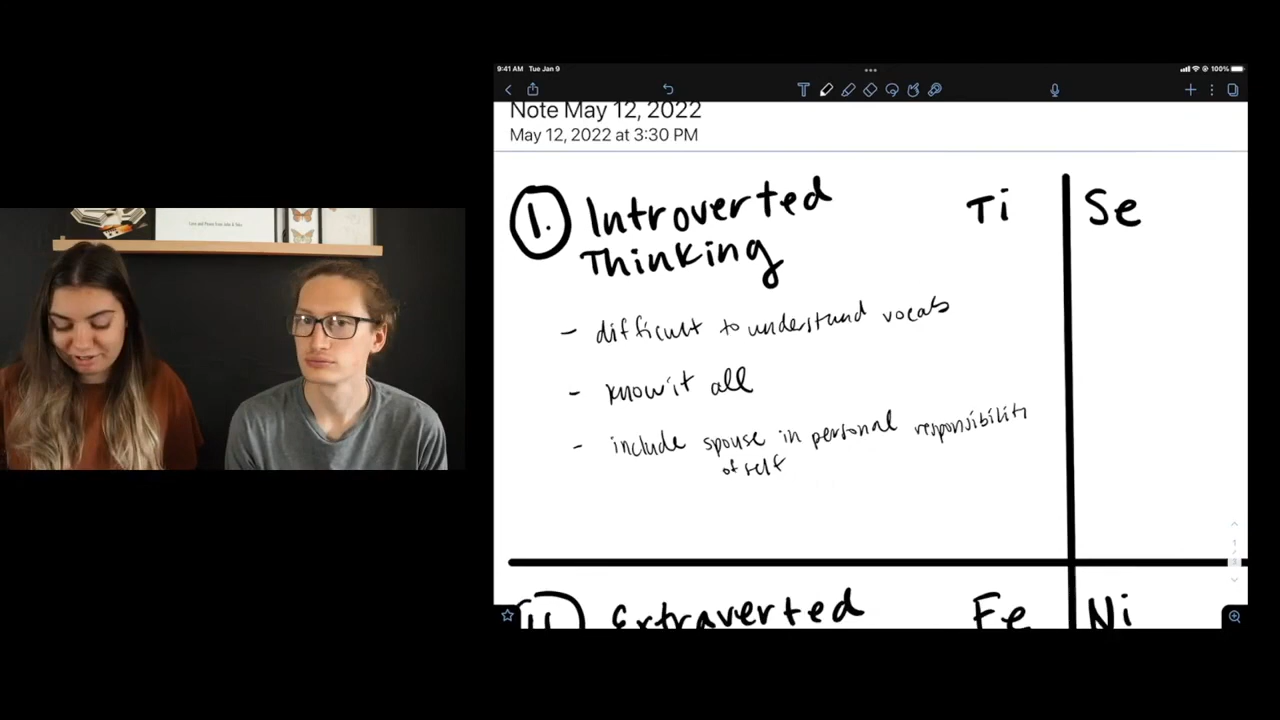 9:41 AM Tue Jan 9
100%
Note May 12, 2022
May 12, 2022 at 3:30 PM
1. Introverted Ti Se
Thinking
- difficult to understand vocab
- know it all
- include spouse in personal responsibility
of self
11. Extraverted Fe Ni